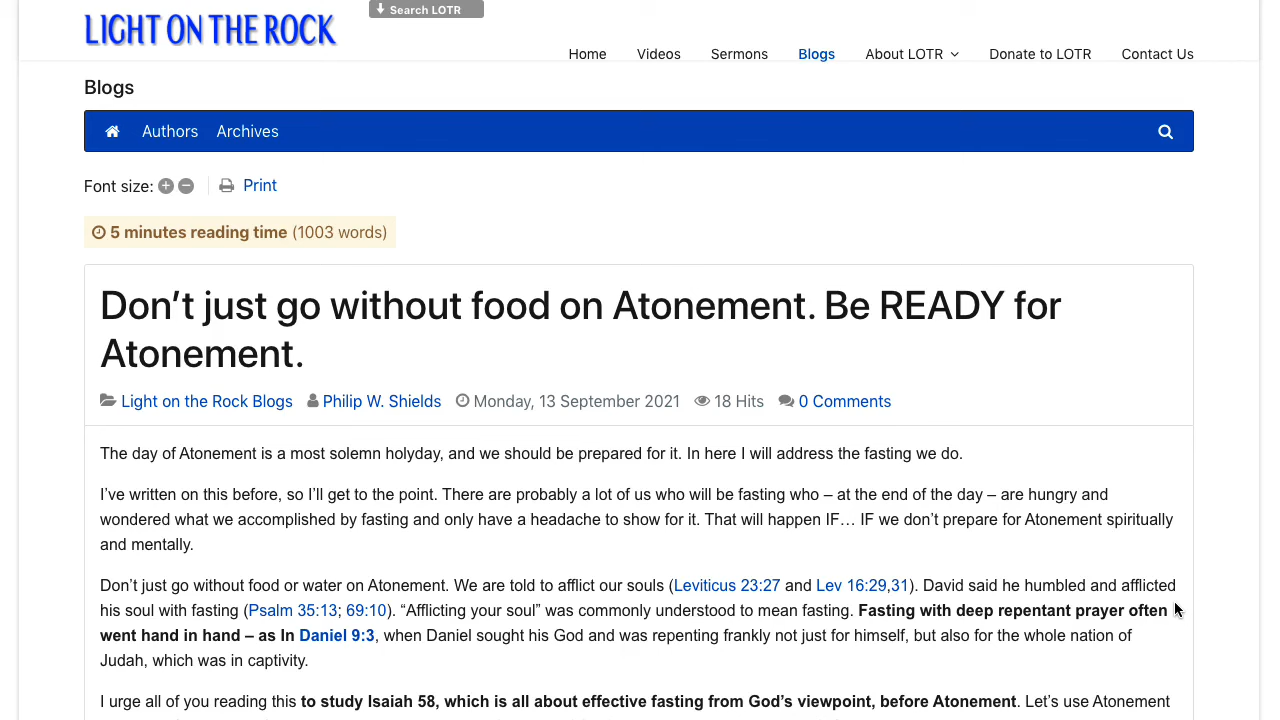 LIGHT ON THE ROCK
Search LOTR
Home Videos Sermons Blogs About LOTR Donate to LOTR Contact Us
Blogs
Authors Archives
Font size: Print
5 minutes reading time (1003 words)
Don’t just go without food on Atonement. Be READY for
Atonement.
Light on the Rock Blogs Philip W. Shields Monday, 13 September 2021 18 Hits 0 Comments
The day of Atonement is a most solemn holyday, and we should be prepared for it. In here I will address the fasting we do.
I’ve written on this before, so I’ll get to the point. There are probably a lot of us who will be fasting who – at the end of the day – are hungry and
wondered what we accomplished by fasting and only have a headache to show for it. That will happen IF… IF we don’t prepare for Atonement spiritually
and mentally.
Don’t just go without food or water on Atonement. We are told to afflict our souls (Leviticus 23:27 and Lev 16:29,31). David said he humbled and afflicted
his soul with fasting (Psalm 35:13; 69:10). “Afflicting your soul” was commonly understood to mean fasting. Fasting with deep repentant prayer often
went hand in hand – as In Daniel 9:3, when Daniel sought his God and was repenting frankly not just for himself, but also for the whole nation of
Judah, which was in captivity.
I urge all of you reading this to study Isaiah 58, which is all about effective fasting from God’s viewpoint, before Atonement. Let’s use Atonement